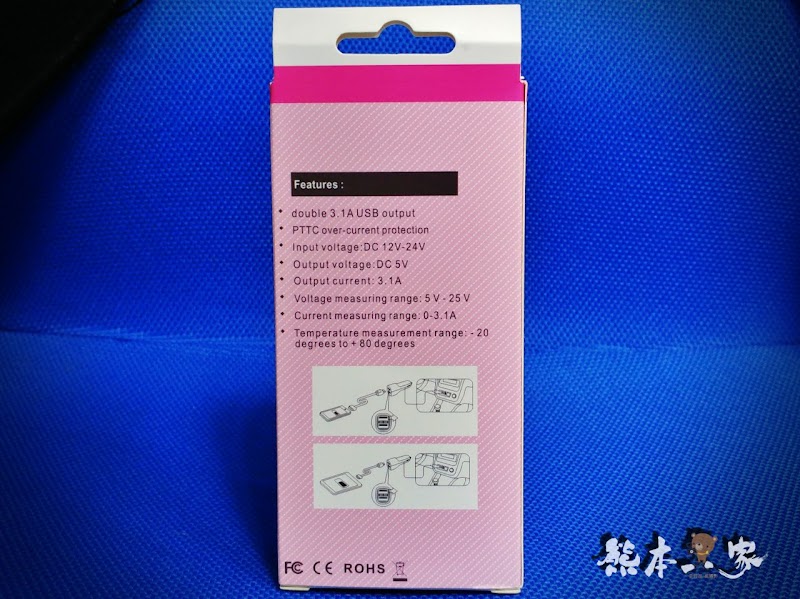 Features :
double 3.1A USB output
PTTC over-current protection
Input voltage:DC 12V-24V
Output voltage:DC 5V
Output current: 3.1A
Voltage measuring range: 5 V - 25 V
Current measuring range: 0-3.1A
Temperature measurement range: - 20
degrees to + 80 degrees
FC CE ROHS
熊本一家